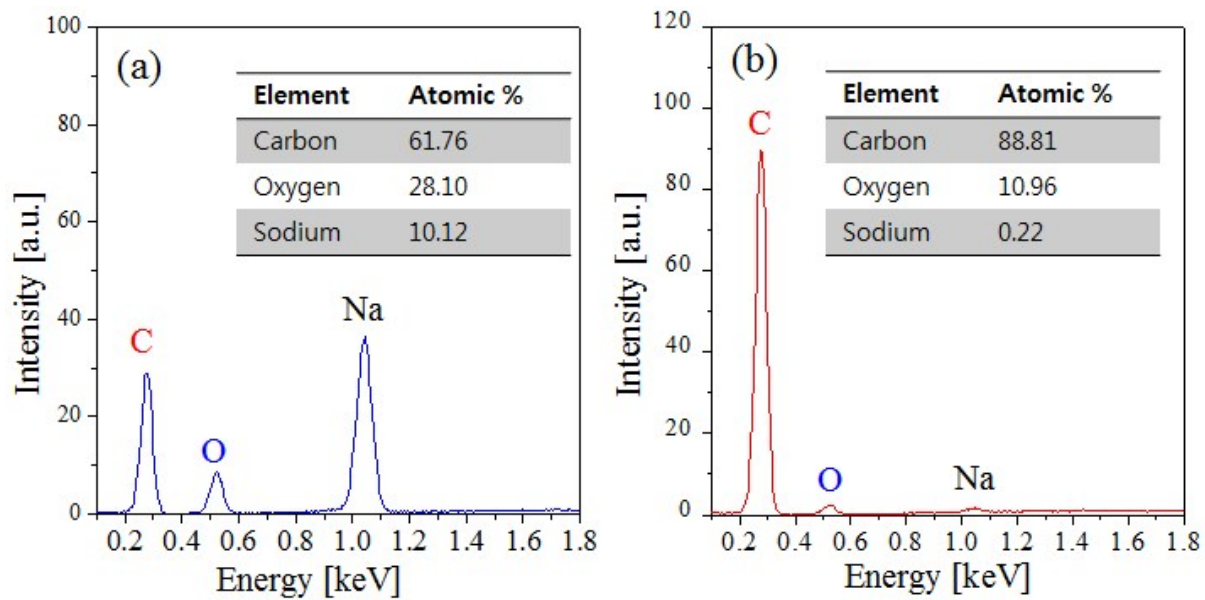 (a)
Intensity [a.u.]
100
80
60
40
20
0
Element Atomic %
Carbon 61.76
Oxygen 28.10
Sodium 10.12
C
O
Na
0.2 0.4 0.6 0.8 1.0 1.2 1.4 1.6 1.8
Energy [keV]
(b)
Intensity [a.u.]
120
100
80
60
40
20
0
Element Atomic %
Carbon 88.81
Oxygen 10.96
Sodium 0.22
C
O
Na
0.2 0.4 0.6 0.8 1.0 1.2 1.4 1.6 1.8
Energy [keV]